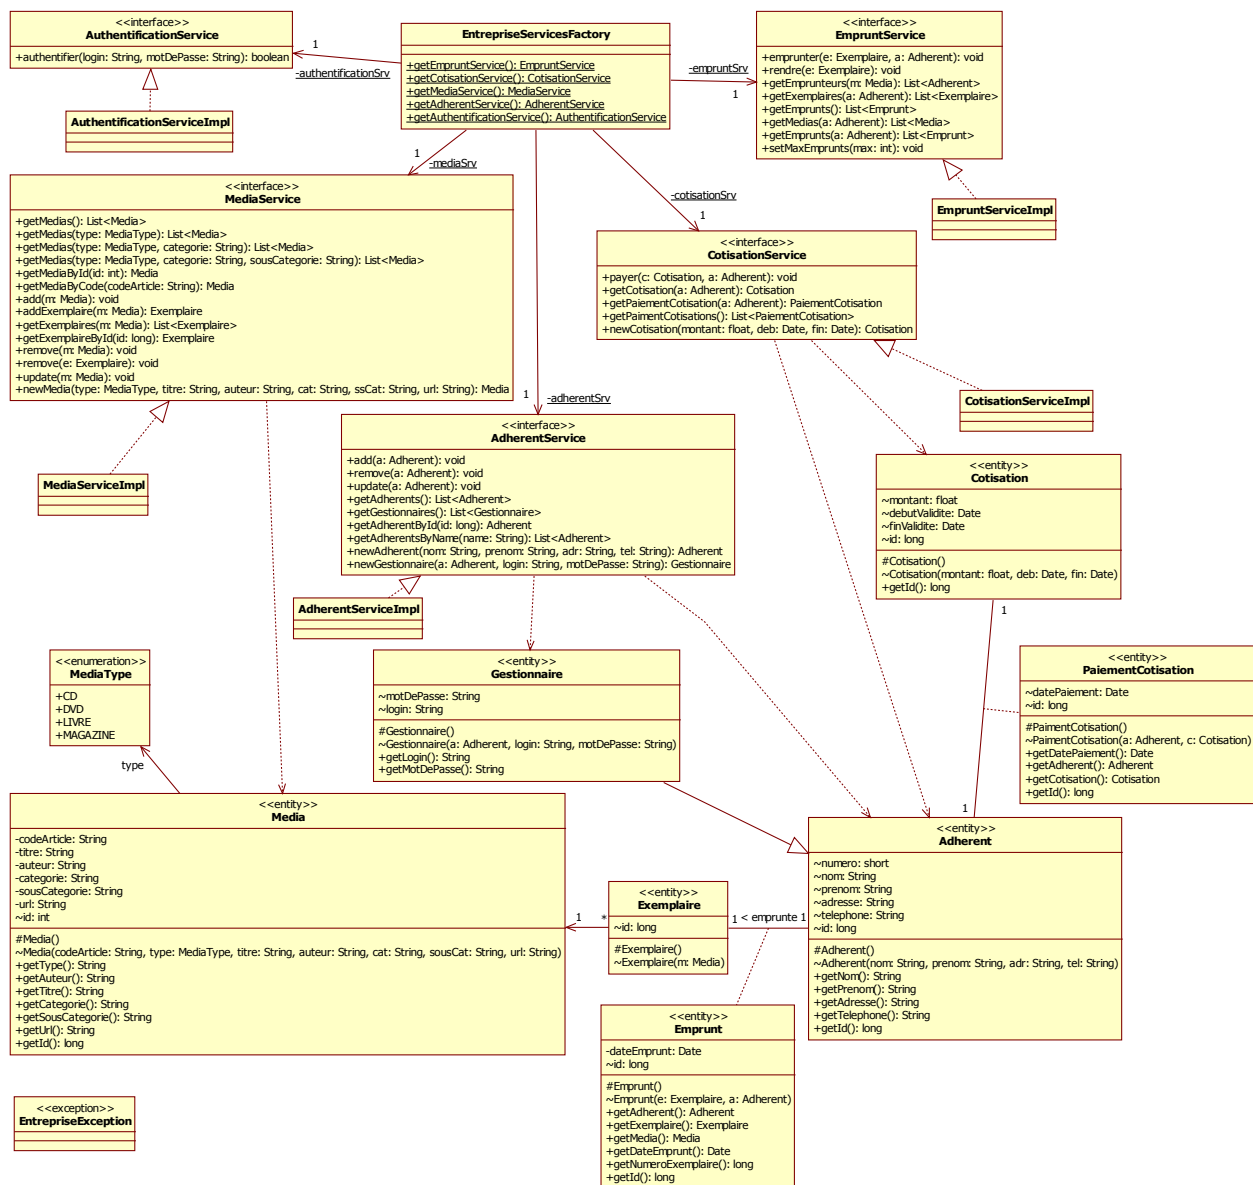 <<interface>>
AuthentificationService
+authentifier(login: String, motDePasse: String): boolean
AuthentificationServiceImpl
1
-authentificationSrv
EntrepriseServicesFactory
+getEmpruntService(): EmpruntService
+getCotisationService(): CotisationService
+getMediaService(): MediaService
+getAdherentService(): AdherentService
+getAuthentificationService(): AuthentificationService
-empruntSrv
1
<<interface>>
EmpruntService
+emprunter(e: Exemplaire, a: Adherent): void
+rendre(e: Exemplaire): void
+getEmprunteurs(m: Media): List<Adherent>
+getExemplaires(a: Adherent): List<Exemplaire>
+getEmprunts(): List<Emprunt>
+getMedias(a: Adherent): List<Media>
+getEmprunts(a: Adherent): List<Emprunt>
+setMaxEmprunts(max: int): void
EmpruntServiceImpl
1
-mediaSrv
<<interface>>
MediaService
+getMedias(): List<Media>
+getMedias(type: MediaType): List<Media>
+getMedias(type: MediaType, categorie: String): List<Media>
+getMedias(type: MediaType, categorie: String, sousCategorie: String): List<Media>
+getMediaById(id: int): Media
+getMediaByCode(codeArticle: String): Media
+add(m: Media): void
+addExemplaire(m: Media): Exemplaire
+getExemplaires(m: Media): List<Exemplaire>
+getExemplaireById(id: long): Exemplaire
+remove(m: Media): void
+remove(e: Exemplaire): void
+update(m: Media): void
+newMedia(type: MediaType, titre: String, auteur: String, cat: String, ssCat: String, url: String): Media
MediaServiceImpl
-cotisationSrv
1
<<interface>>
CotisationService
+payer(c: Cotisation, a: Adherent): void
+getCotisation(a: Adherent): Cotisation
+getPaiementCotisation(a: Adherent): PaiementCotisation
+getPaimentCotisations(): List<PaiementCotisation>
+newCotisation(montant: float, deb: Date, fin: Date): Cotisation
CotisationServiceImpl
1
-adherentSrv
<<interface>>
AdherentService
+add(a: Adherent): void
+remove(a: Adherent): void
+update(a: Adherent): void
+getAdherents(): List<Adherent>
+getGestionnaires(): List<Gestionnaire>
+getAdherentById(id: long): Adherent
+getAdherentsByName(name: String): List<Adherent>
+newAdherent(nom: String, prenom: String, adr: String, tel: String): Adherent
+newGestionnaire(a: Adherent, login: String, motDePasse: String): Gestionnaire
AdherentServiceImpl
<<entity>>
Cotisation
~montant: float
~debutValidite: Date
~finValidite: Date
~id: long
#Cotisation()
~Cotisation(montant: float, deb: Date, fin: Date)
+getId(): long
1
<<enumeration>>
MediaType
+CD
+DVD
+LIVRE
+MAGAZINE
type
<<entity>>
Gestionnaire
~motDePasse: String
~login: String
#Gestionnaire()
~Gestionnaire(a: Adherent, login: String, motDePasse: String)
+getLogin(): String
+getMotDePasse(): String
<<entity>>
PaiementCotisation
~datePaiement: Date
~id: long
#PaimentCotisation()
~PaimentCotisation(a: Adherent, c: Cotisation)
+getDatePaiement(): Date
+getAdherent(): Adherent
+getCotisation(): Cotisation
+getId(): long
<<entity>>
Media
-codeArticle: String
-titre: String
-auteur: String
-categorie: String
-sousCategorie: String
-url: String
~id: int
#Media()
~Media(codeArticle: String, type: MediaType, titre: String, auteur: String, cat: String, sousCat: String, url: String)
+getType(): String
+getAuteur(): String
+getTitre(): String
+getCategorie(): String
+getSousCategorie(): String
+getUrl(): String
+getId(): long
1
*
<<entity>>
Exemplaire
~id: long
#Exemplaire()
~Exemplaire(m: Media)
1 < emprunte 1
1
<<entity>>
Adherent
~numero: short
~nom: String
~prenom: String
~adresse: String
~telephone: String
~id: long
#Adherent()
~Adherent(nom: String, prenom: String, adr: String, tel: String)
+getNom(): String
+getPrenom(): String
+getAdresse(): String
+getTelephone(): String
+getId(): long
<<entity>>
Emprunt
-dateEmprunt: Date
~id: long
#Emprunt()
~Emprunt(e: Exemplaire, a: Adherent)
+getAdherent(): Adherent
+getExemplaire(): Exemplaire
+getMedia(): Media
+getDateEmprunt(): Date
+getNumeroExemplaire(): long
+getId(): long
<<exception>>
EntrepriseException